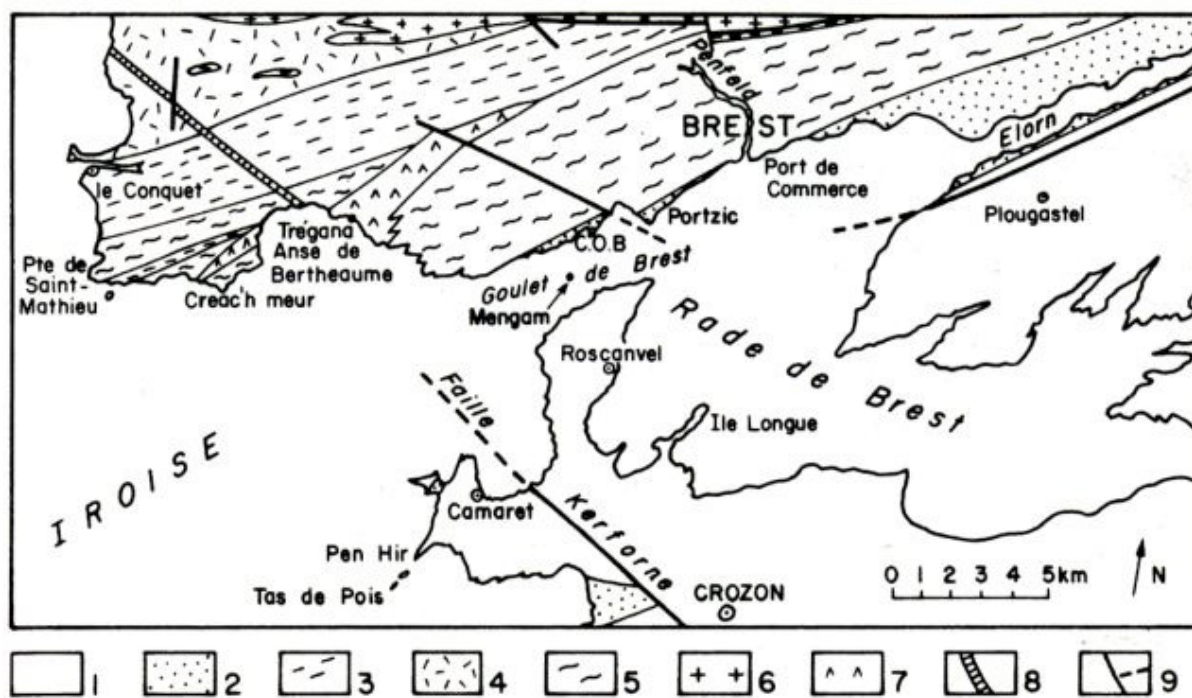 Penfeld
BREST
Elorn
le Conquet
Port de
Commerce
Plougastel
Portzic
Trégana
Anse de
Bertheaume
C.O.B
Pte de
Saint-
Mathieu
Creac'h meur
Goulet de Brest
Mengam
Rade de Brest
Roscanvel
Ile Longue
IROISE
Faille Kerforne
Camaret
Pen Hir
Tas de Pois
CROZON
0 1 2 3 4 5km
N
1 2 3 4 5 6 7 8 9